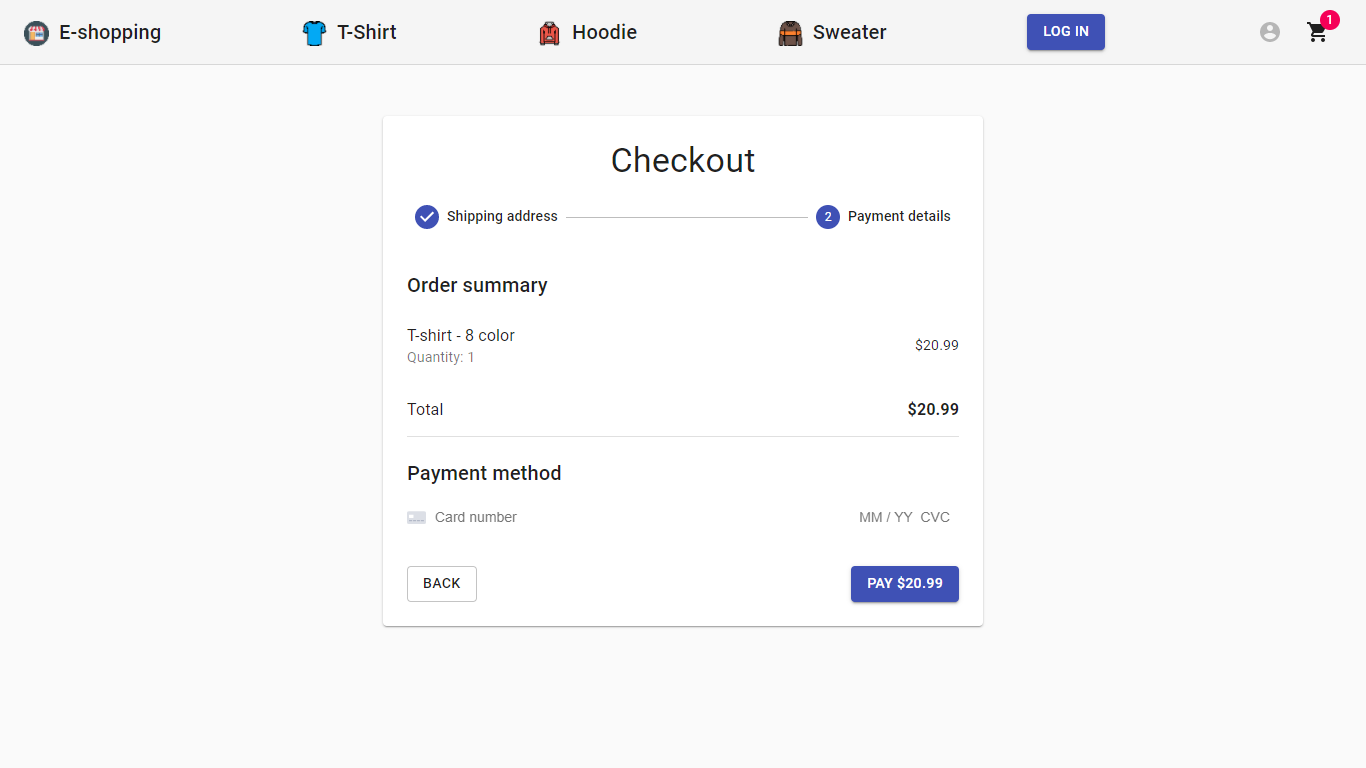 E-shopping
T-Shirt
Hoodie
Sweater
LOG IN
1
Checkout
Shipping address
2
Payment details
Order summary
T-shirt - 8 color
Quantity: 1
$20.99
Total
$20.99
Payment method
Card number
MM / YY CVC
BACK
PAY $20.99